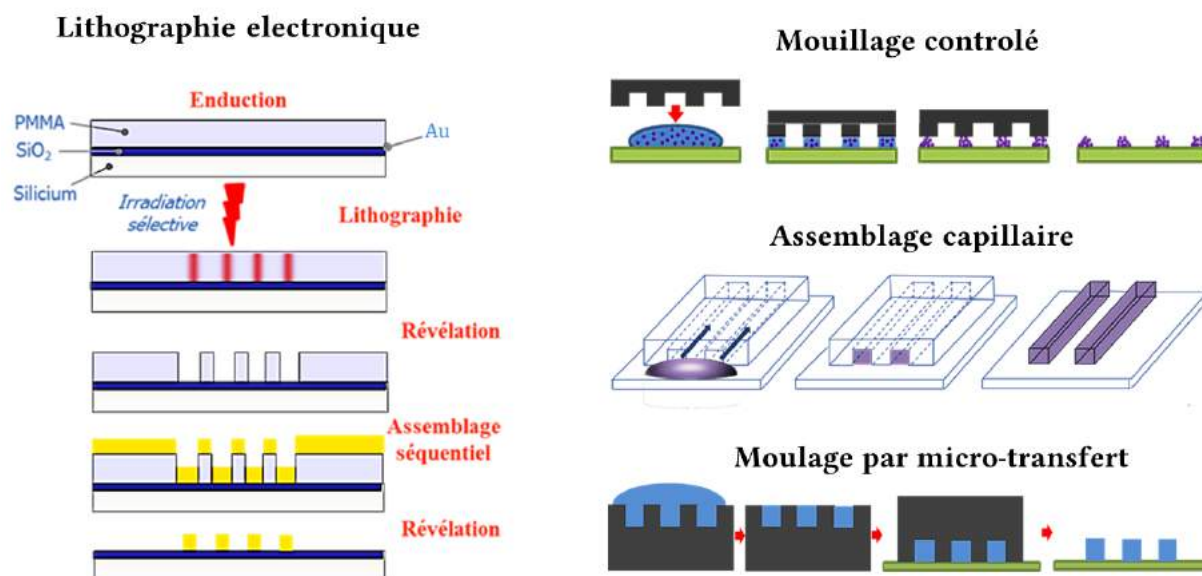 Lithographie electronique
Enduction
PMMA
SiO2
Silicium
Au
Irradiation
sélective
Lithographie
Révélation
Assemblage
séquentiel
Révélation
Mouillage controlé
Assemblage capillaire
Moulage par micro-transfert